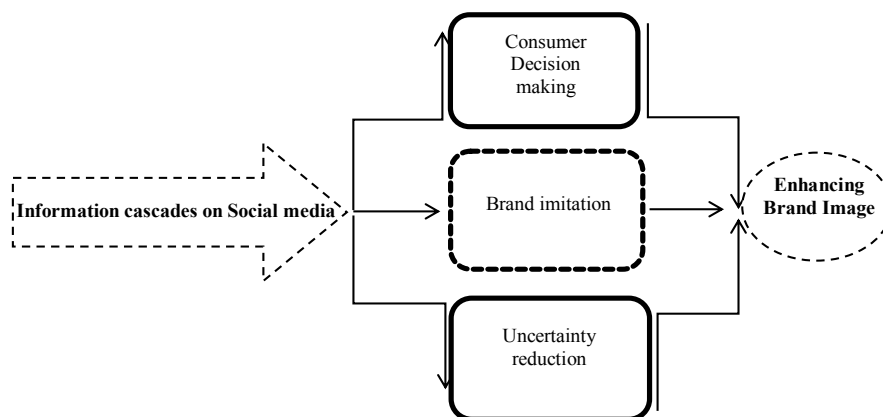 Consumer
Decision
making
Information cascades on Social media
Brand imitation
Enhancing
Brand Image
Uncertainty
reduction